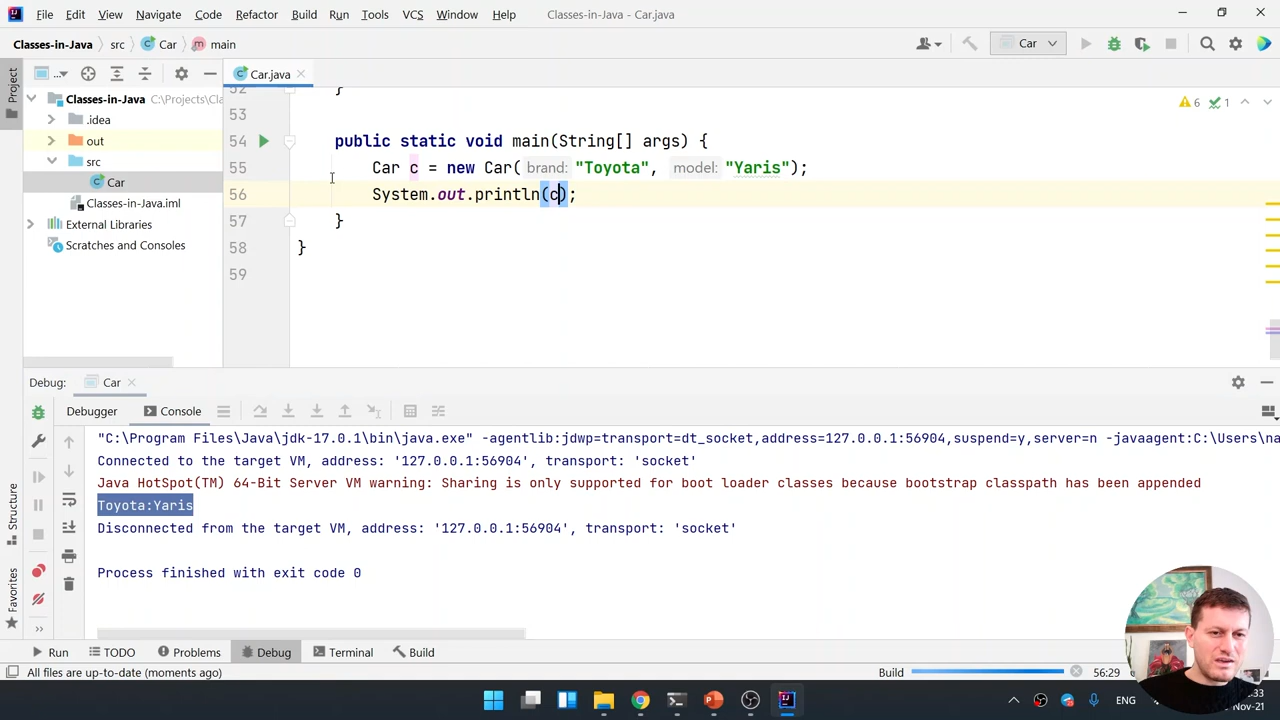 File Edit View Navigate Code Refactor Build Run Tools VCS Window Help Classes-in-Java - Car.java
Classes-in-Java src Car main Car
Project ... Car.java
Classes-in-Java C:\Projects\Cla
.idea
out
src
Car
Classes-in-Java.iml
External Libraries
Scratches and Consoles
52 }
53
54 public static void main(String[] args) {
55 Car c = new Car( brand: "Toyota", model: "Yaris");
56 System.out.println(c);
57 }
58 }
59
6 1
Debug: Car
Debugger Console
"C:\Program Files\Java\jdk-17.0.1\bin\java.exe" -agentlib:jdwp=transport=dt_socket,address=127.0.0.1:56904,suspend=y,server=n -javaagent:C:\Users\na
Connected to the target VM, address: '127.0.0.1:56904', transport: 'socket'
Java HotSpot(TM) 64-Bit Server VM warning: Sharing is only supported for boot loader classes because bootstrap classpath has been appended
Toyota:Yaris
Disconnected from the target VM, address: '127.0.0.1:56904', transport: 'socket'
Process finished with exit code 0
Structure
Favorites
Run TODO Problems Debug Terminal Build
All files are up-to-date (moments ago) Build 56:29
ENG
:33
-Nov-21